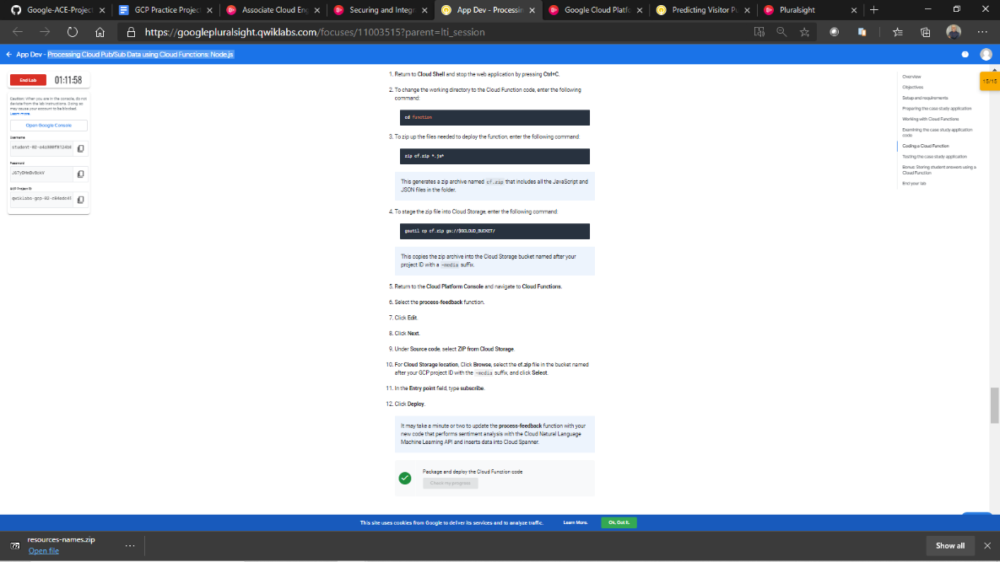 Google-ACE-Project
GCP Practice Project
Associate Cloud Eng
Securing and Integr
App Dev - Processin
Google Cloud Platfo
Predicting Visitor Pu
Pluralsight
https://googlepluralsight.qwiklabs.com/focuses/11003515?parent=lti_session
App Dev - Processing Cloud Pub/Sub Data using Cloud Functions: Node.js
End Lab
01:11:58
Caution: When you are in the console, do not
deviate from the lab instructions. Doing so
may cause your account to be blocked.
Learn more.
Open Google Console
Username
Password
GCP Project ID
1. Return to Cloud Shell and stop the web application by pressing Ctrl+C.
2. To change the working directory to the Cloud Function code, enter the following
command:
cd function
3. To zip up the files needed to deploy the function, enter the following command:
zip cf.zip *.js*
This generates a zip archive named cf.zip that includes all the JavaScript and
JSON files in the folder.
4. To stage the zip file into Cloud Storage, enter the following command:
gsutil cp cf.zip gs://$GCLOUD_BUCKET/
This copies the zip archive into the Cloud Storage bucket named after your
project ID with a -media suffix.
5. Return to the Cloud Platform Console and navigate to Cloud Functions.
6. Select the process-feedback function.
7. Click Edit.
8. Click Next.
9. Under Source code, select ZIP from Cloud Storage.
10. For Cloud Storage location, Click Browse, select the cf.zip file in the bucket named
after your GCP project ID with the -media suffix, and click Select.
11. In the Entry point field, type subscribe.
12. Click Deploy.
It may take a minute or two to update the process-feedback function with your
new code that performs sentiment analysis with the Cloud Natural Language
Machine Learning API and inserts data into Cloud Spanner.
Package and deploy the Cloud Function code
Check my progress
Overview
Objectives
Setup and requirements
Preparing the case study application
Working with Cloud Functions
Examining the case study application
code
Coding a Cloud Function
Testing the case study application
Bonus: Storing student answers using a
Cloud Function
End your lab
15/15
This site uses cookies from Google to deliver its services and to analyze traffic.
Learn More.
Ok, Got It.
resources-names.zip
Open file
Show all